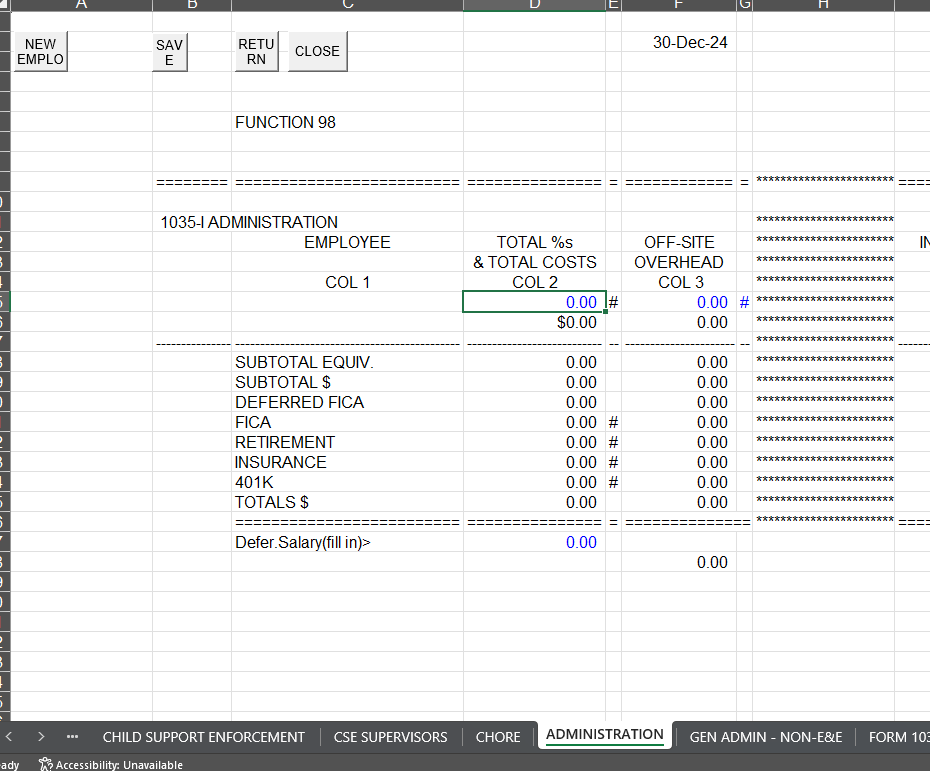 A B C D E F G H
NEW EMPLO SAVE RETURN CLOSE 30-Dec-24
FUNCTION 98
======== ========================= =============== = ============ = *********************** ====
1035-I ADMINISTRATION ***********************
EMPLOYEE TOTAL %s OFF-SITE ***********************
& TOTAL COSTS OVERHEAD ***********************
COL 1 COL 2 COL 3 ***********************
0.00 # 0.00 # ***********************
$0.00 0.00 ***********************
--------------- --------------------------------------------- --------------------------- -- ---------------------- -- *********************** ------
SUBTOTAL EQUIV. 0.00 0.00 ***********************
SUBTOTAL $ 0.00 0.00 ***********************
DEFERRED FICA 0.00 0.00 ***********************
FICA 0.00 # 0.00 ***********************
RETIREMENT 0.00 # 0.00 ***********************
INSURANCE 0.00 # 0.00 ***********************
401K 0.00 # 0.00 ***********************
TOTALS $ 0.00 0.00 ***********************
========================= =============== = ============== *********************** ====
Defer.Salary(fill in)> 0.00
0.00
CHILD SUPPORT ENFORCEMENT CSE SUPERVISORS CHORE ADMINISTRATION GEN ADMIN - NON-E&E FORM 103
Accessibility: Unavailable